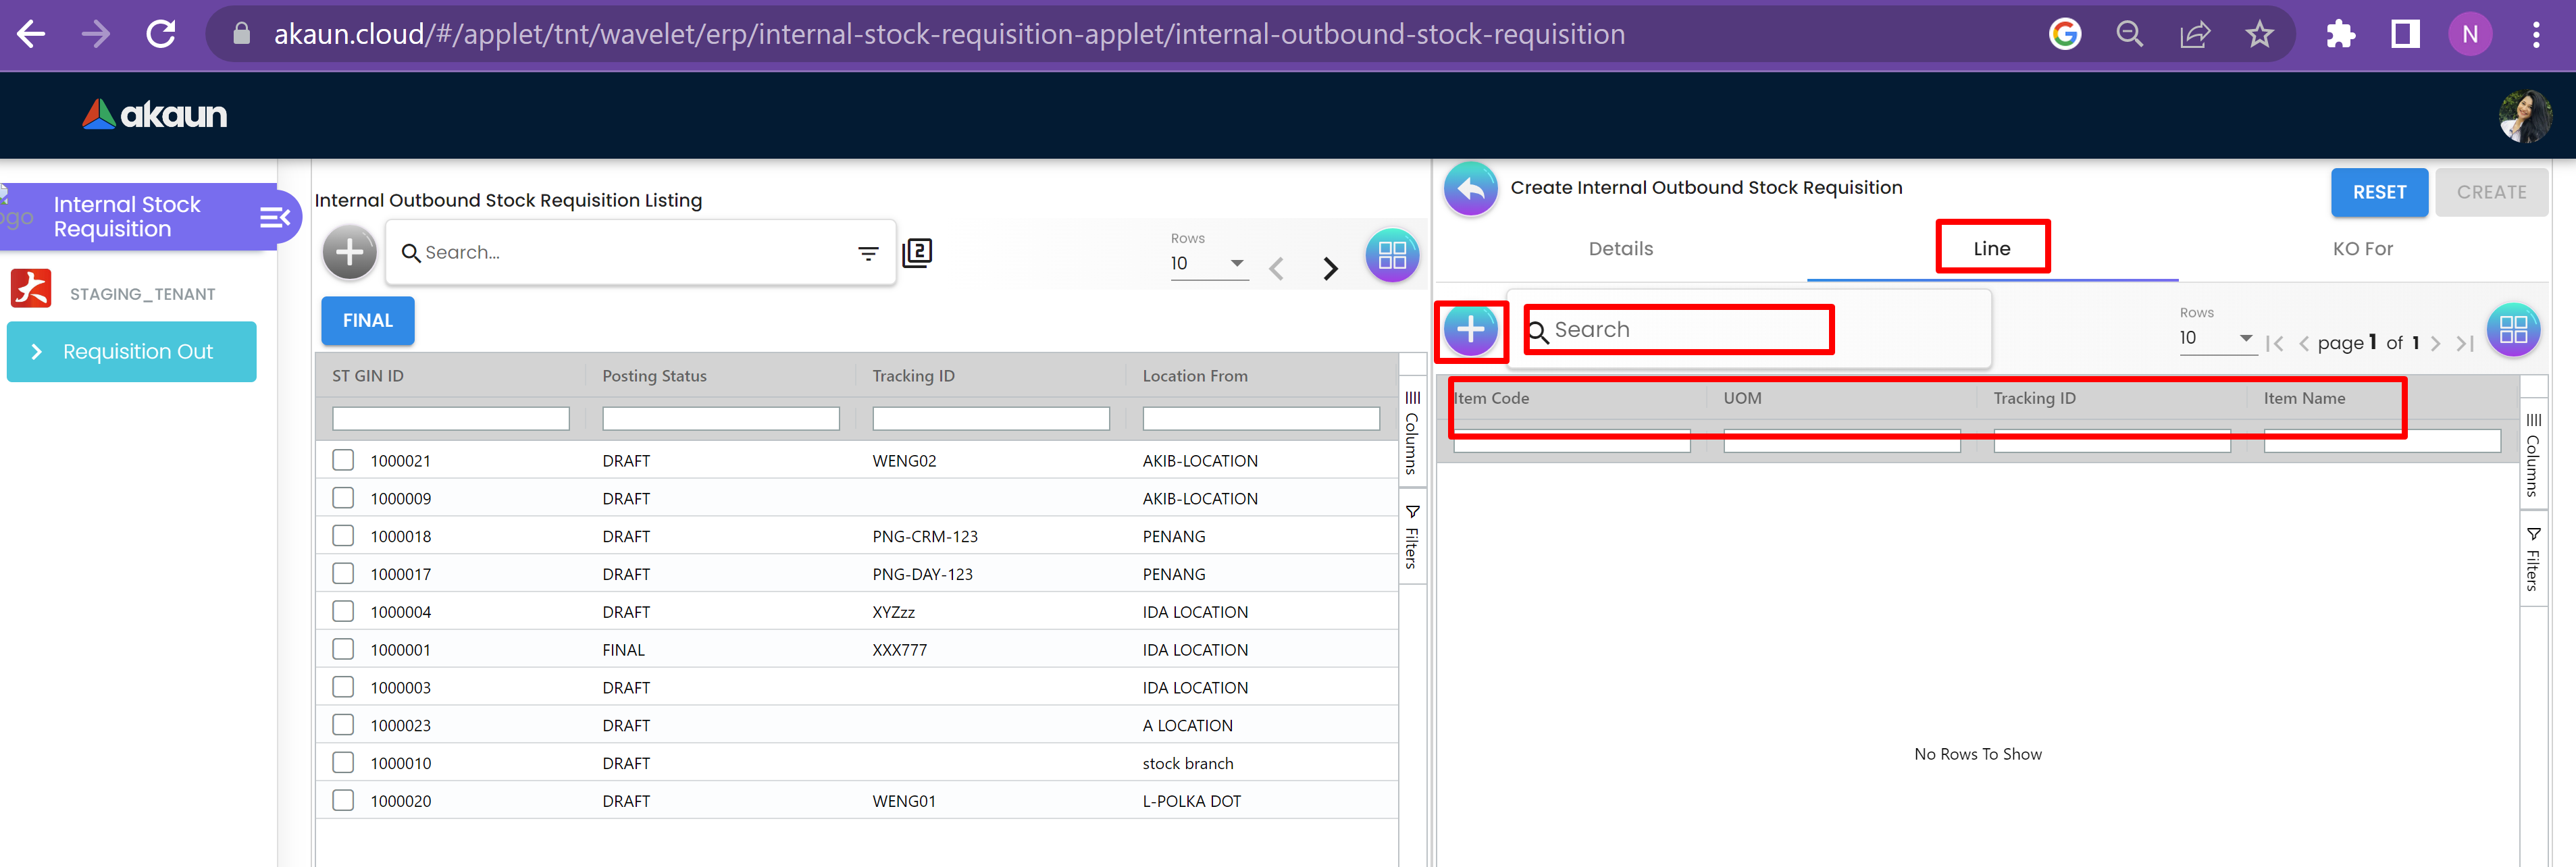 akaun.cloud/#/applet/tnt/wavelet/erp/internal-stock-requisition-applet/internal-outbound-stock-requisition
N
akaun
ogo
Internal Stock
Requisition
STAGING_TENANT
Requisition Out
Internal Outbound Stock Requisition Listing
Search...
2
Rows
10
FINAL
ST GIN ID Posting Status Tracking ID Location From
1000021 DRAFT WENG02 AKIB-LOCATION
1000009 DRAFT AKIB-LOCATION
1000018 DRAFT PNG-CRM-123 PENANG
1000017 DRAFT PNG-DAY-123 PENANG
1000004 DRAFT XYZzz IDA LOCATION
1000001 FINAL XXX777 IDA LOCATION
1000003 DRAFT IDA LOCATION
1000023 DRAFT A LOCATION
1000010 DRAFT stock branch
1000020 DRAFT WENG01 L-POLKA DOT
Columns
Filters
Create Internal Outbound Stock Requisition
RESET CREATE
Details Line KO For
Search
Rows
10
page 1 of 1
Item Code UOM Tracking ID Item Name
No Rows To Show
Columns
Filters